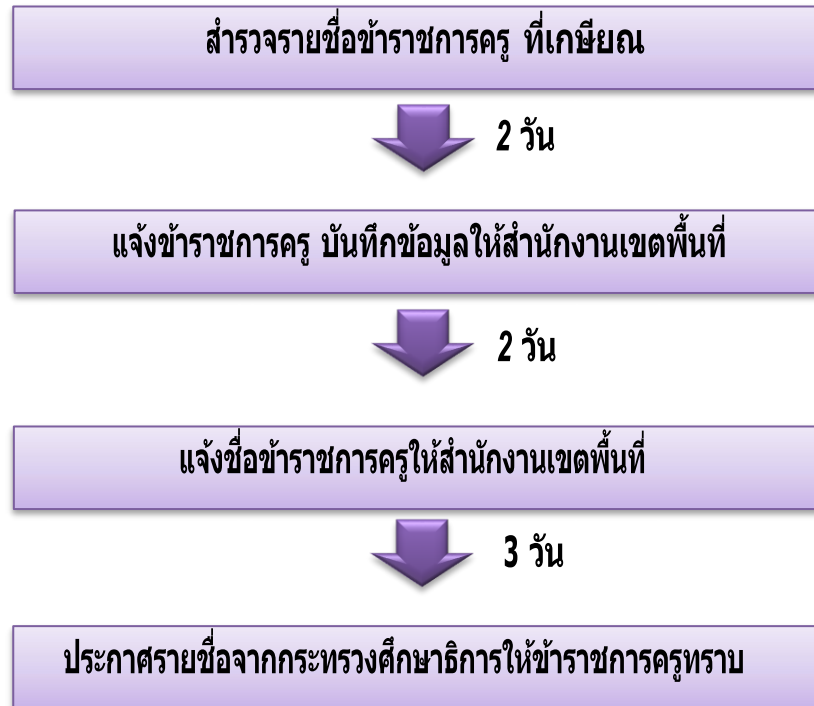 สำรวจรายชื่อข้าราชการครู ที่เกษียณ
2 วัน
แจ้งข้าราชการครู บันทึกข้อมูลให้สำนักงานเขตพื้นที่
2 วัน
แจ้งชื่อข้าราชการครูให้สำนักงานเขตพื้นที่
3 วัน
ประกาศรายชื่อจากกระทรวงศึกษาธิการให้ข้าราชการครูทราบ